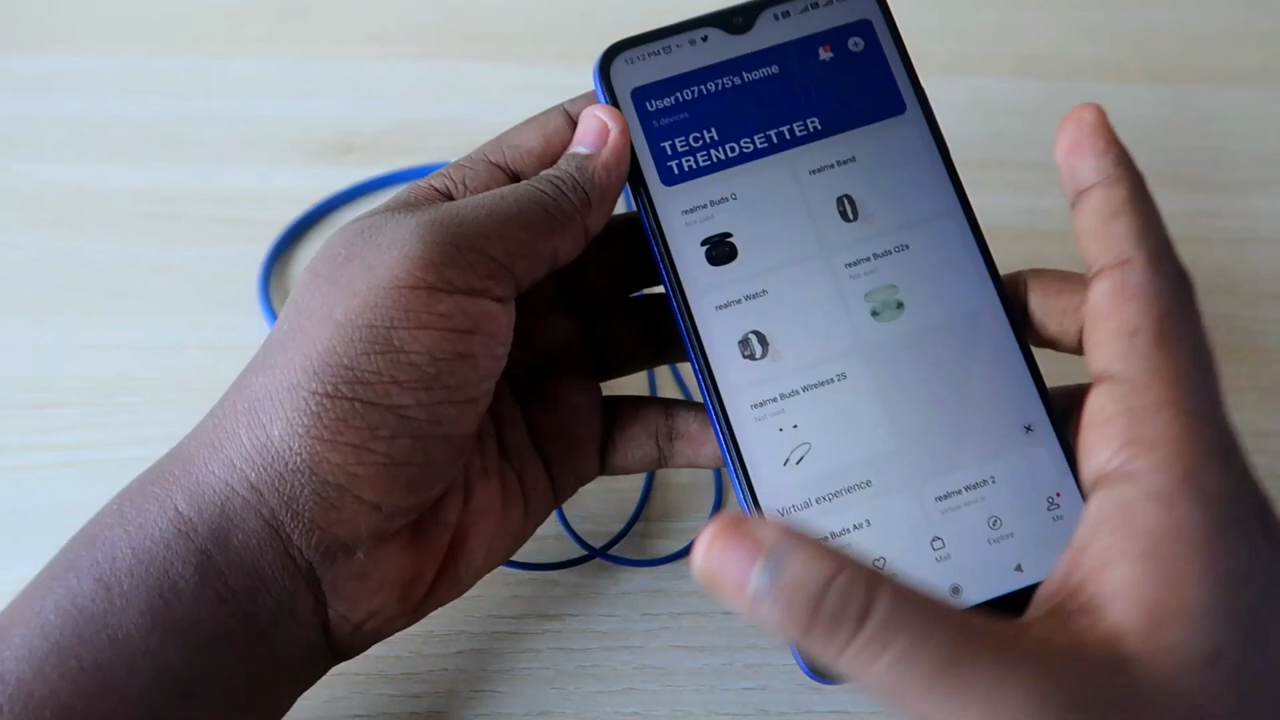 12:12 PM
User1071975's home
5 devices
TECH
TRENDSETTER
realme Buds Q
Not used
realme Band
realme Watch
realme Buds Q2s
Not used
realme Buds Wireless 2S
Not used
Virtual experience
me Buds Air 3
realme Watch 2
Virtual device
Mall
Explore
Me